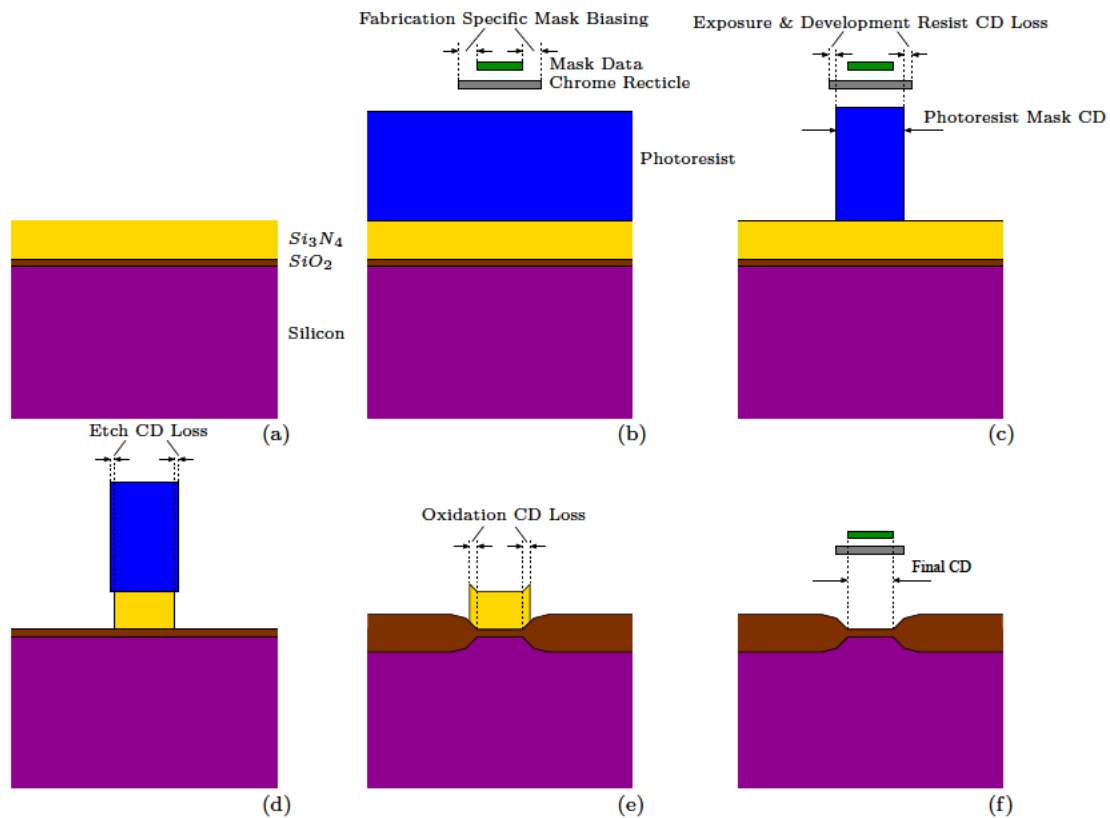 Fabrication Specific Mask Biasing
Mask Data
Chrome Recticle
Exposure & Development Resist CD Loss
Photoresist Mask CD
Photoresist
Si₃N₄
SiO₂
Silicon
(a)
(b)
(c)
Etch CD Loss
Oxidation CD Loss
Final CD
(d)
(e)
(f)